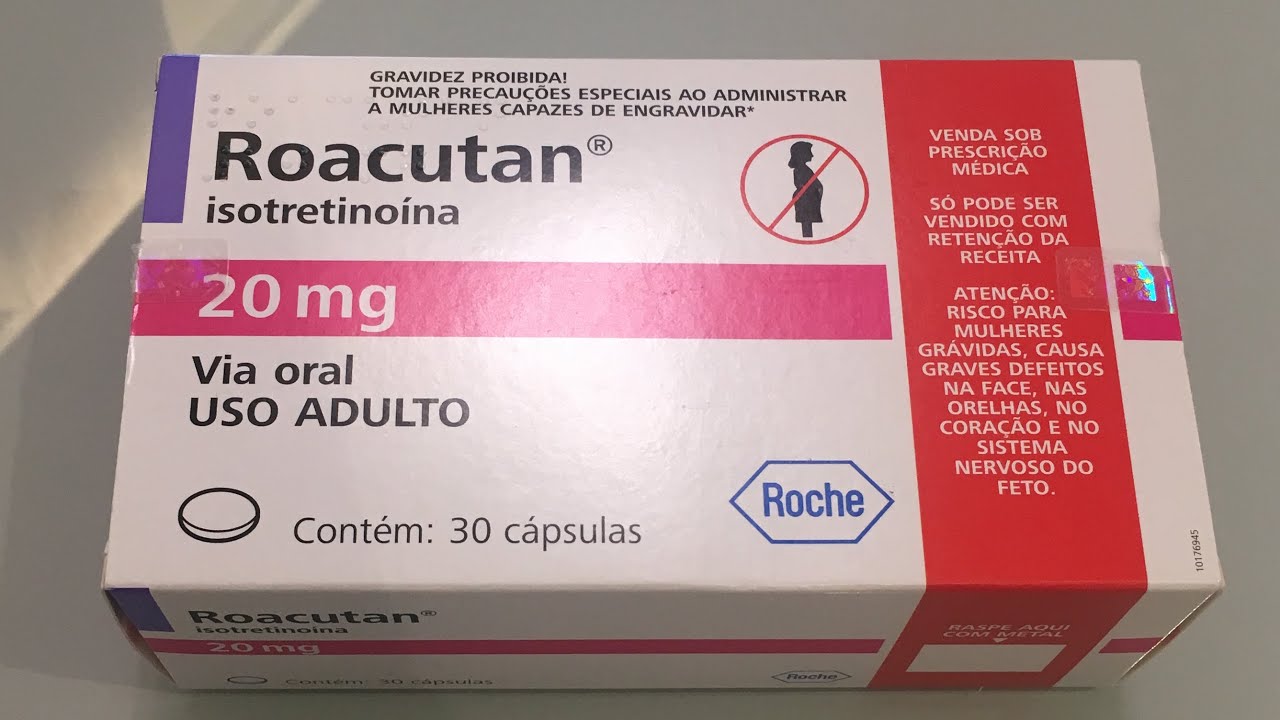 GRAVIDEZ PROIBIDA!
TOMAR PRECAUÇÕES ESPECIAIS AO ADMINISTRAR
A MULHERES CAPAZES DE ENGRAVIDAR*
Roacutan®
isotretinoína
20 mg
Via oral
USO ADULTO
Contém: 30 cápsulas
Roche
VENDA SOB
PRESCRIÇÃO
MÉDICA
SÓ PODE SER
VENDIDO COM
RETENÇÃO DA
RECEITA
ATENÇÃO:
RISCO PARA
MULHERES
GRÁVIDAS, CAUSA
GRAVES DEFEITOS
NA FACE, NAS
ORELHAS, NO
CORAÇÃO E NO
SISTEMA
NERVOSO DO
FETO.
10176945
Roacutan®
isotretinoína
20 mg
Contém: 30 cápsulas
Roche
RASPE AQUI
COM METAL